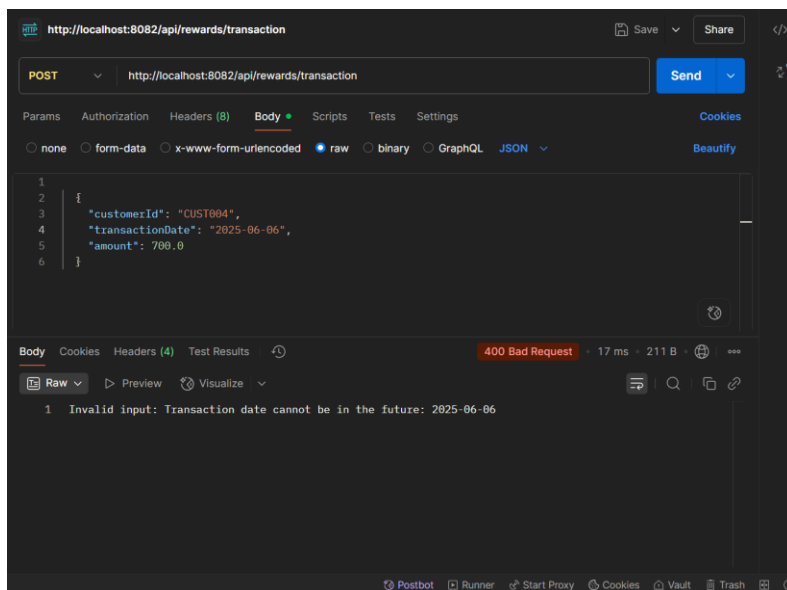 HTTP http://localhost:8082/api/rewards/transaction Save Share </>
POST http://localhost:8082/api/rewards/transaction Send
Params Authorization Headers (8) Body Scripts Tests Settings Cookies
none form-data x-www-form-urlencoded raw binary GraphQL JSON Beautify
1
2 {
3 "customerId": "CUST004",
4 "transactionDate": "2025-06-06",
5 "amount": 700.0
6 }
Body Cookies Headers (4) Test Results 400 Bad Request • 17 ms • 211 B
Raw Preview Visualize
1 Invalid input: Transaction date cannot be in the future: 2025-06-06
Postbot Runner Start Proxy Cookies Vault Trash